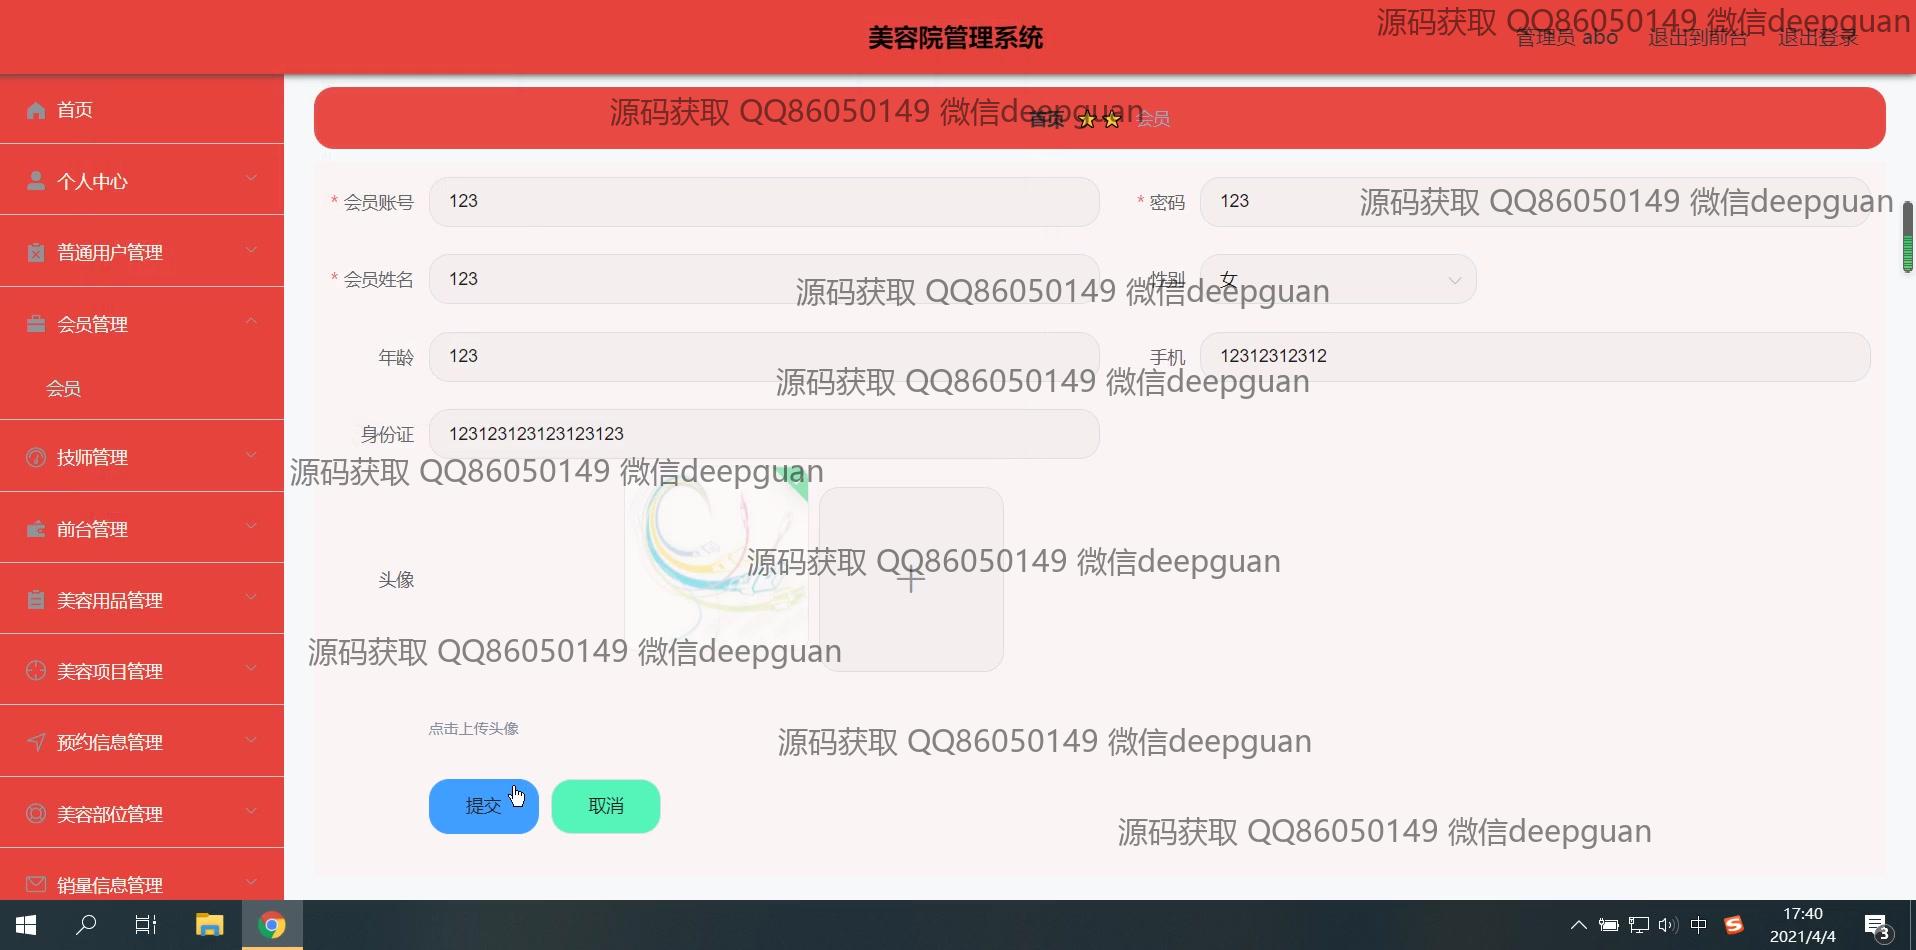 美容院管理系统
源码获取 QQ86050149 微信deepguan
管理员 abo 退出到前台 退出登录
首页
个人中心
普通用户管理
会员管理
会员
技师管理
前台管理
美容用品管理
美容项目管理
预约信息管理
美容部位管理
销量信息管理
源码获取 QQ86050149 微信deepguan
首页 会员
* 会员账号 123
* 密码 123
源码获取 QQ86050149 微信deepguan
* 会员姓名 123
性别 女
源码获取 QQ86050149 微信deepguan
年龄 123
手机 12312312312
源码获取 QQ86050149 微信deepguan
身份证 123123123123123123
源码获取 QQ86050149 微信deepguan
头像
源码获取 QQ86050149 微信deepguan
源码获取 QQ86050149 微信deepguan
点击上传头像
源码获取 QQ86050149 微信deepguan
提交 取消
源码获取 QQ86050149 微信deepguan
中
17:40
2021/4/4
3